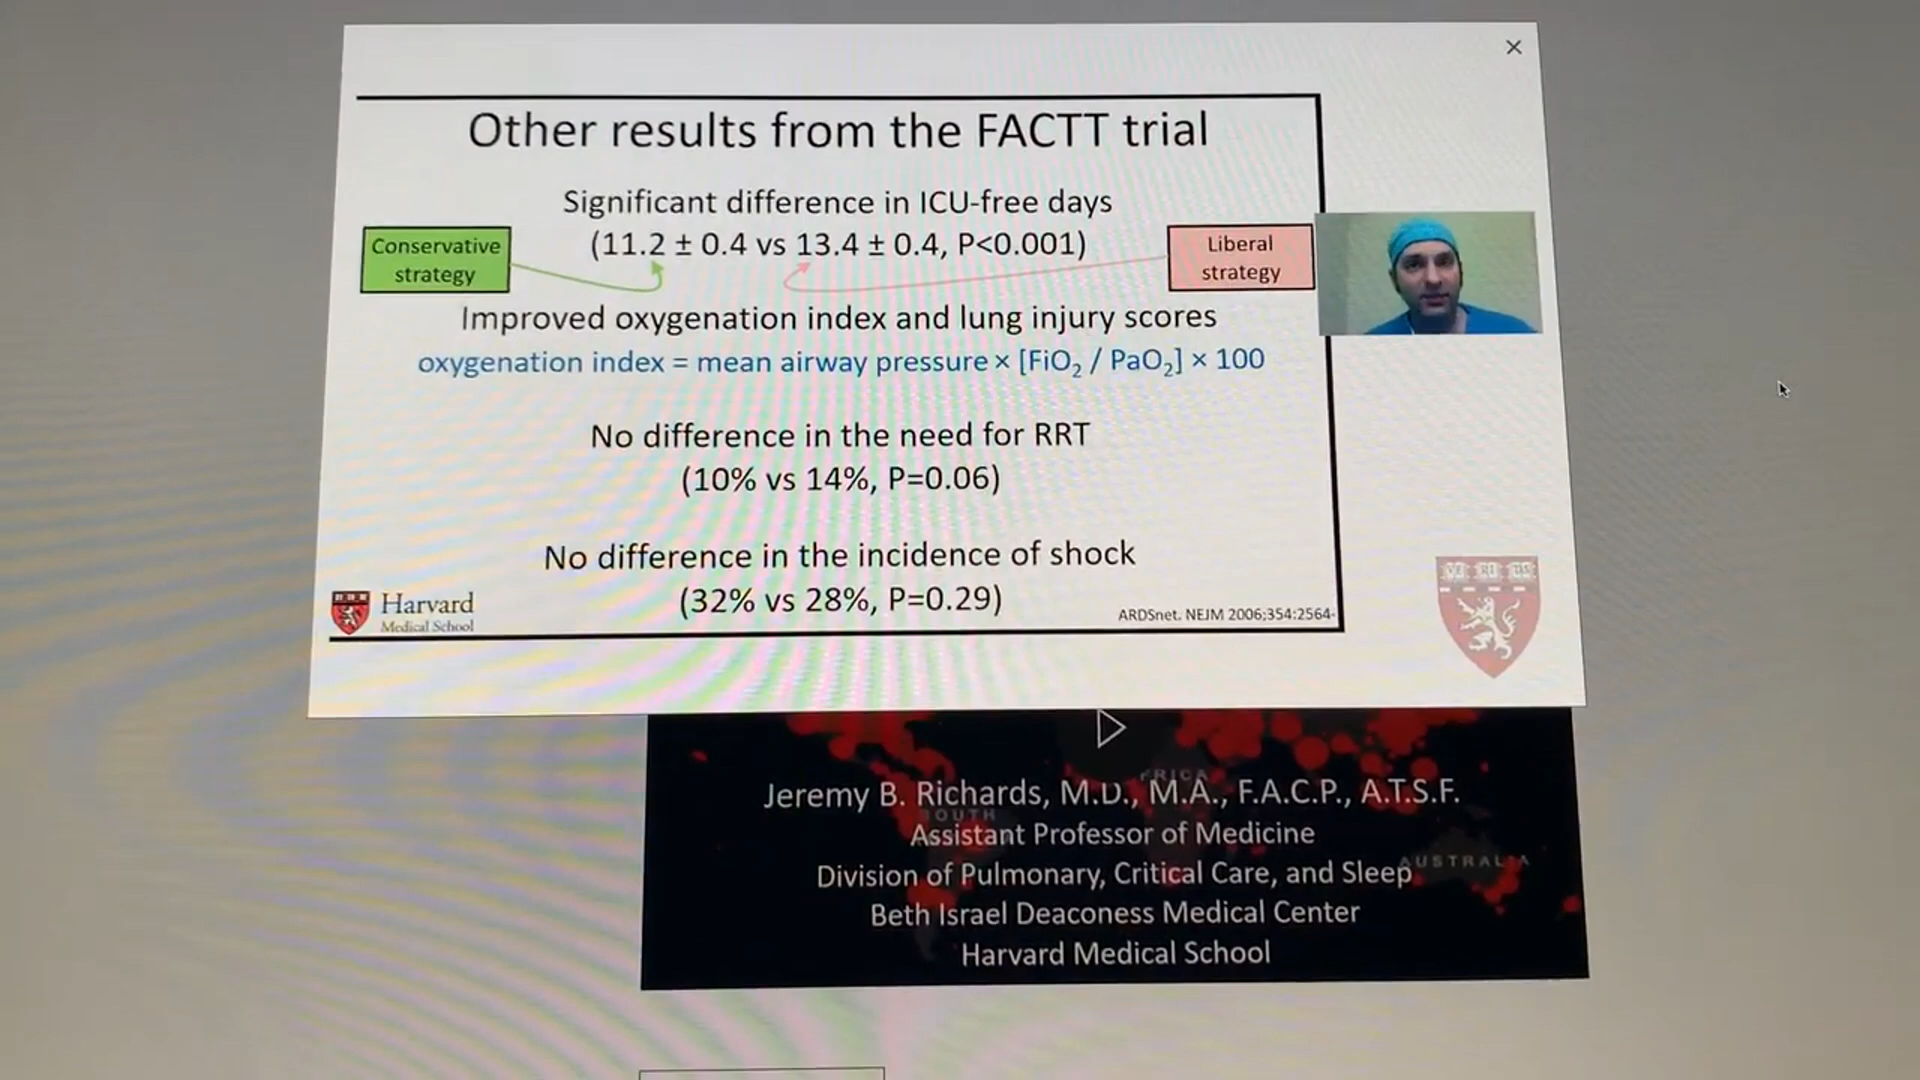 Other results from the FACTT trial
Significant difference in ICU-free days
(11.2 ± 0.4 vs 13.4 ± 0.4, P<0.001)
Conservative
strategy
Liberal
strategy
Improved oxygenation index and lung injury scores
oxygenation index = mean airway pressure × [FiO₂ / PaO₂] × 100
No difference in the need for RRT
(10% vs 14%, P=0.06)
No difference in the incidence of shock
(32% vs 28%, P=0.29)
Harvard
Medical School
ARDSnet. NEJM 2006;354:2564-
VE RI TAS
Jeremy B. Richards, M.D., M.A., F.A.C.P., A.T.S.F.
Assistant Professor of Medicine
Division of Pulmonary, Critical Care, and Sleep
AUSTRALIA
Beth Israel Deaconess Medical Center
Harvard Medical School